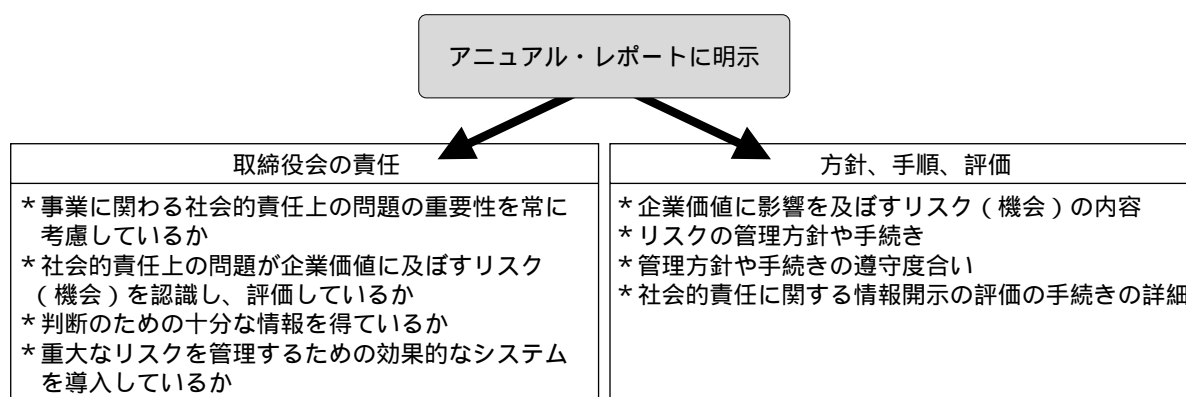 アニュアル・レポートに明示
取締役会の責任
*事業に関わる社会的責任上の問題の重要性を常に
考慮しているか
*社会的責任上の問題が企業価値に及ぼすリスク
(機会)を認識し、評価しているか
*判断のための十分な情報を得ているか
*重大なリスクを管理するための効果的なシステム
を導入しているか
方針、手順、評価
*企業価値に影響を及ぼすリスク(機会)の内容
*リスクの管理方針や手続き
*管理方針や手続きの遵守度合い
*社会的責任に関する情報開示の評価の手続きの詳細